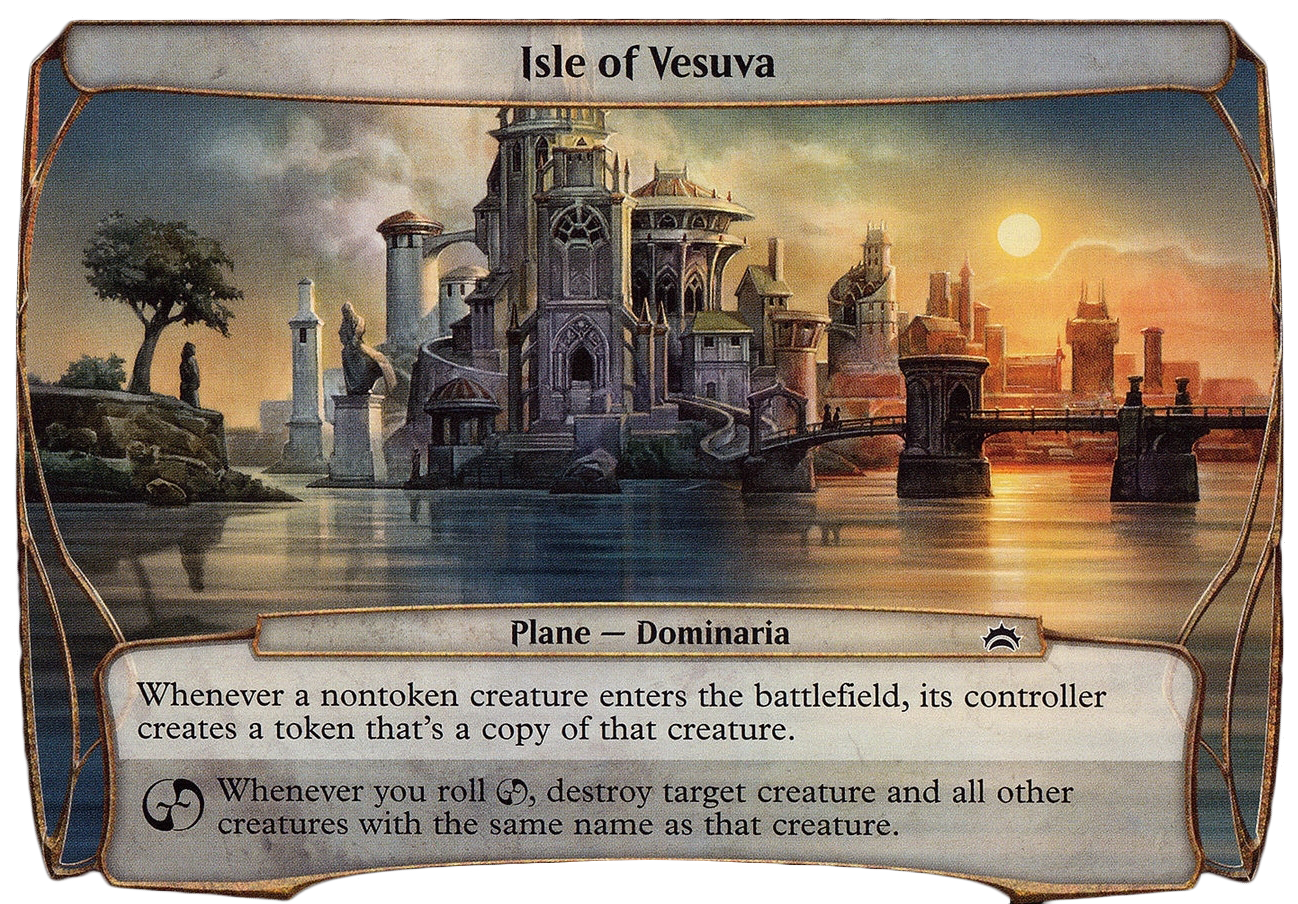 Isle of Vesuva
Plane — Dominaria
Whenever a nontoken creature enters the battlefield, its controller
creates a token that's a copy of that creature.
Whenever you roll , destroy target creature and all other
creatures with the same name as that creature.